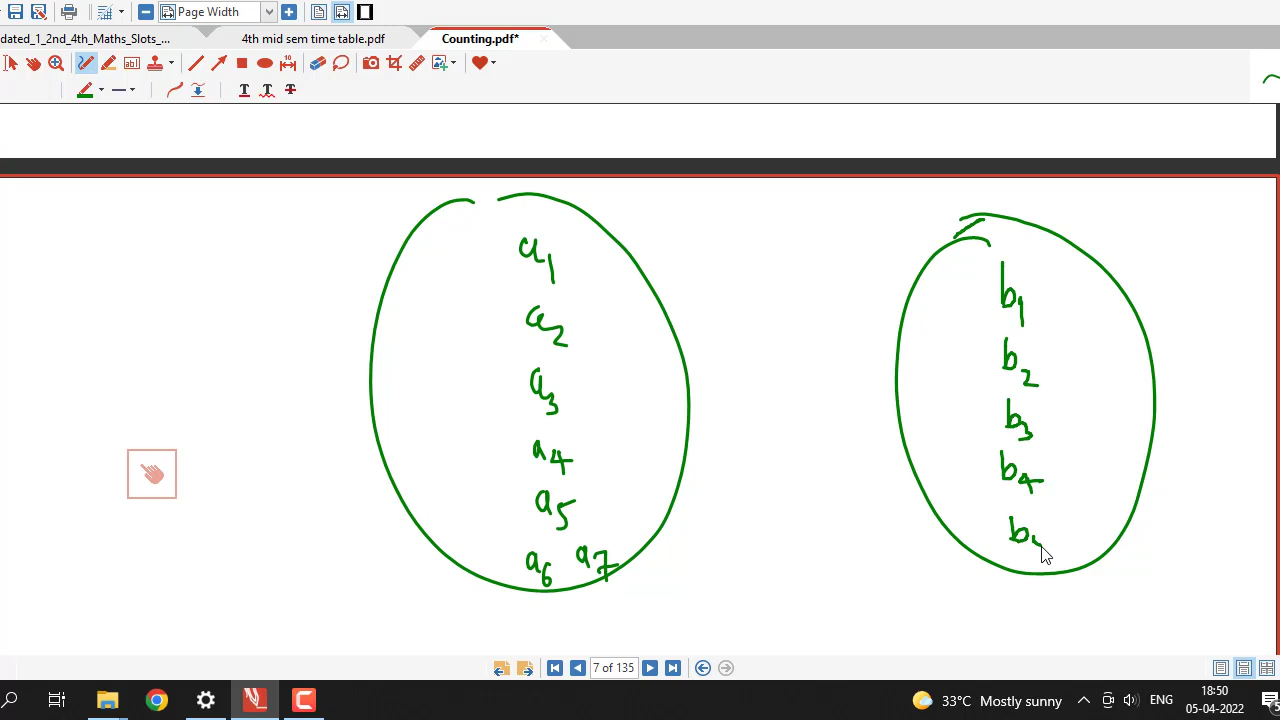 Page Width
dated_1_2nd_4th_Maths_Slots_...
4th mid sem time table.pdf
Counting.pdf*
10
T T T
a1
a2
a3
a4
a5
a6 a7
b1
b2
b3
b4
b
7 of 135
33°C Mostly sunny
ENG
18:50
05-04-2022